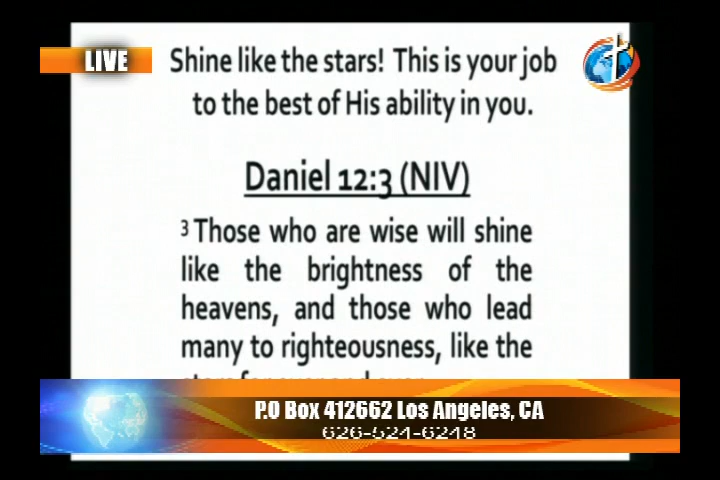 LIVE
Shine like the stars! This is your job
to the best of His ability in you.
Daniel 12:3 (NIV)
3 Those who are wise will shine
like the brightness of the
heavens, and those who lead
many to righteousness, like the
P.O Box 412662 Los Angeles, CA
626-524-6248